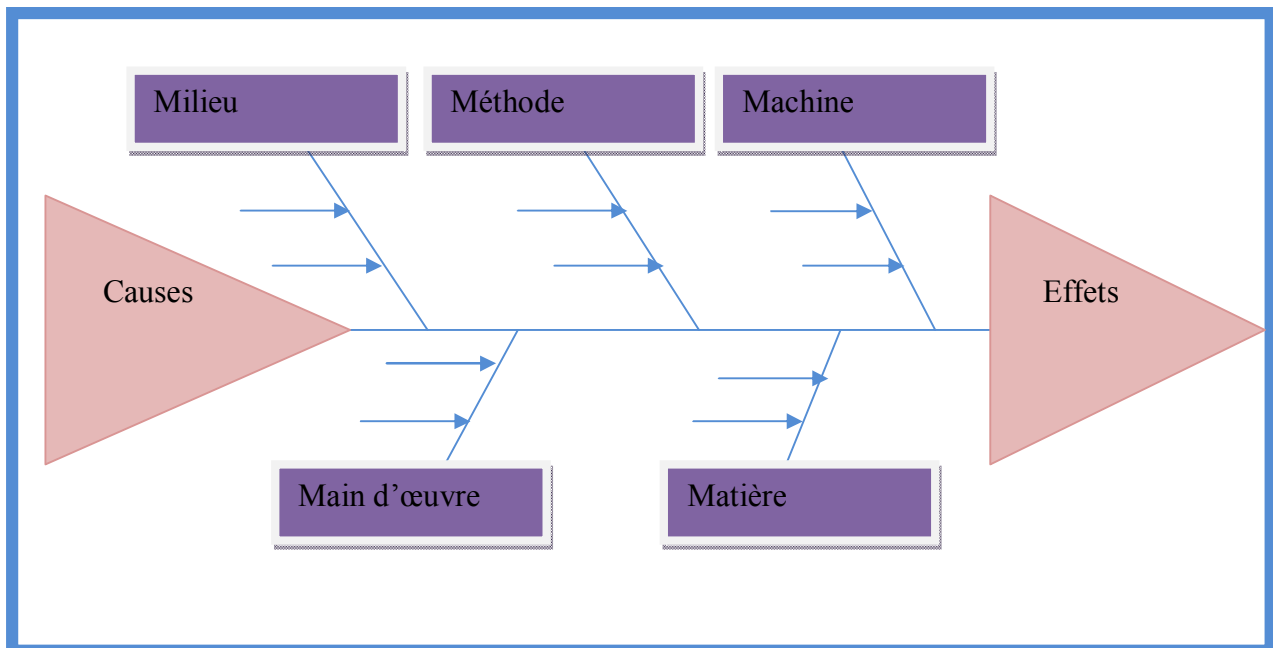 Milieu
Méthode
Machine
Causes
Effets
Main d’œuvre
Matière